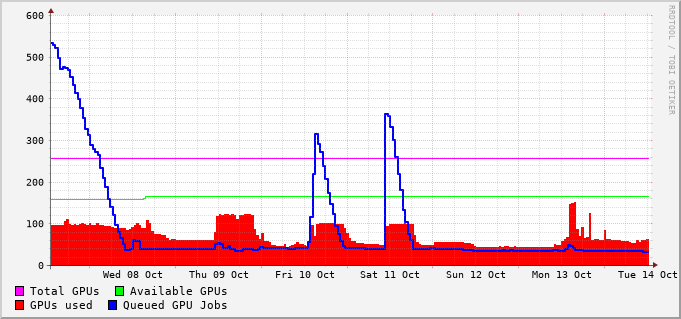 600
500
400
300
200
100
0
Wed 08 Oct Thu 09 Oct Fri 10 Oct Sat 11 Oct Sun 12 Oct Mon 13 Oct Tue 14 Oct
Total GPUs Available GPUs
GPUs used Queued GPU Jobs
RRDTOOL / TOBI OETIKER